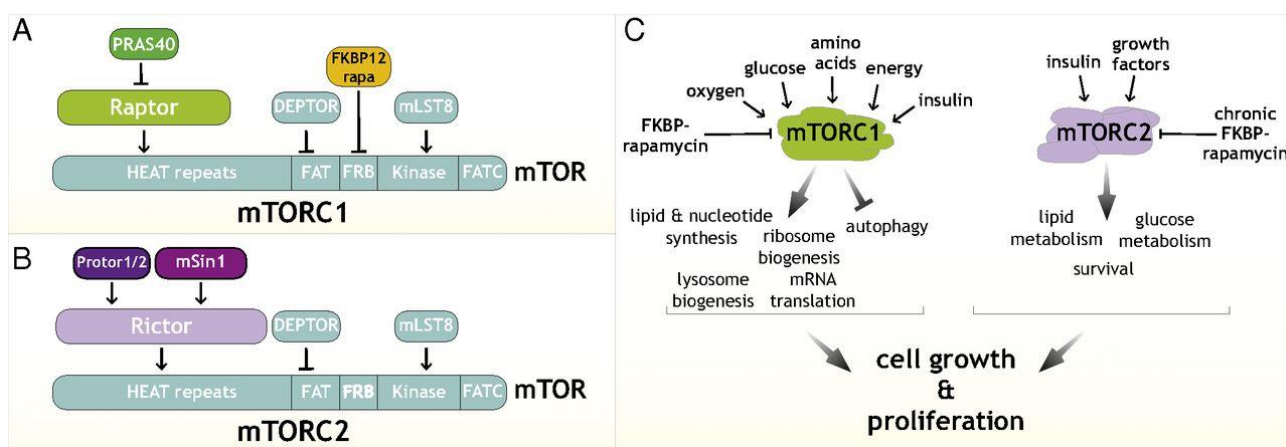 A
PRAS40
Raptor
FKBP12
rapa
DEPTOR
mLST8
HEAT repeats
FAT
FRB
Kinase
FATC
mTOR
mTORC1
B
Protor1/2
mSin1
Rictor
DEPTOR
mLST8
HEAT repeats
FAT
FRB
Kinase
FATC
mTOR
mTORC2
C
oxygen
glucose
amino
acids
energy
insulin
FKBP-
rapamycin
mTORC1
lipid & nucleotide
synthesis
ribosome
biogenesis
autophagy
lysosome
biogenesis
mRNA
translation
insulin
growth
factors
mTORC2
chronic
FKBP-
rapamycin
lipid
metabolism
glucose
metabolism
survival
cell growth
&
proliferation